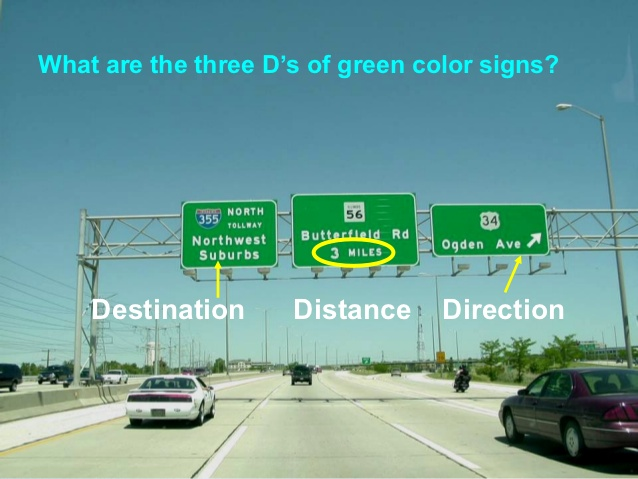 What are the three D’s of green color signs?
355 NORTH
TOLLWAY
Northwest
Suburbs
56
Butterfield Rd
3 MILES
34
Ogden Ave
Destination Distance Direction